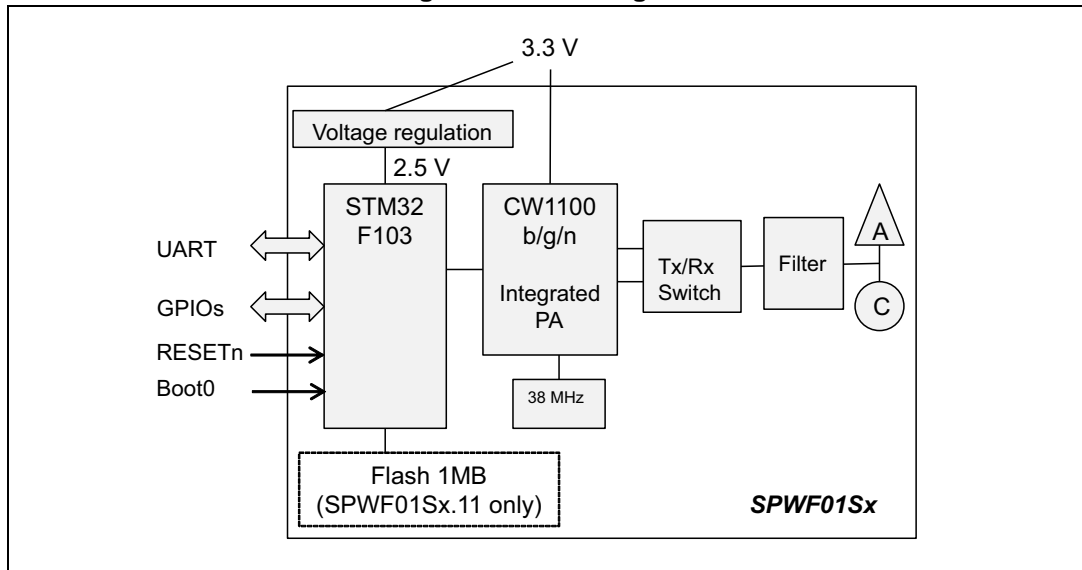 3.3 V
Voltage regulation
2.5 V
STM32
F103
CW1100
b/g/n
Integrated
PA
UART
GPIOs
RESETn
Boot0
Tx/Rx
Switch
Filter
A
C
38 MHz
Flash 1MB
(SPWF01Sx.11 only)
SPWF01Sx